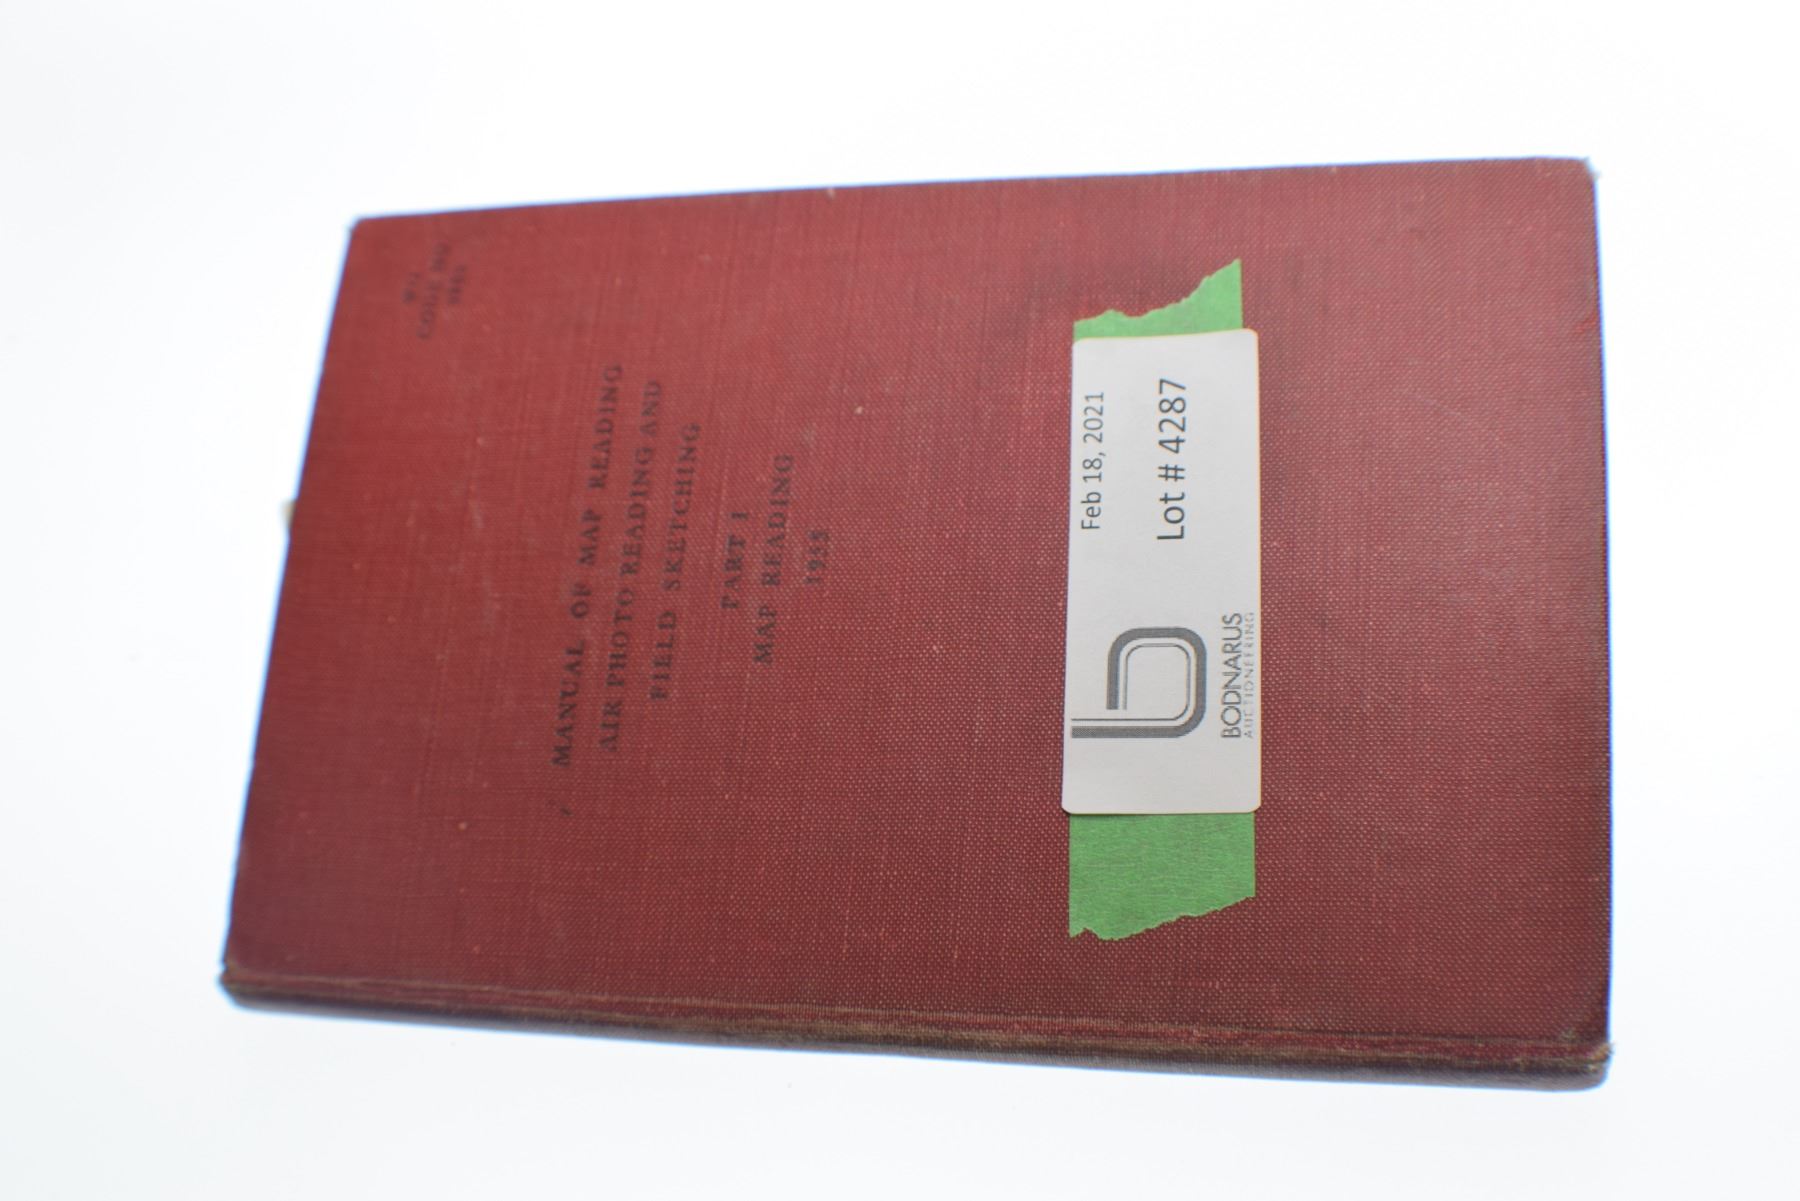 MANUAL OF MAP READING
AIR PHOTO READING AND
FIELD SKETCHING
PART I
MAP READING
1955
Feb 18, 2021
Lot # 4287
BODNARUS
AUCTIONEERING